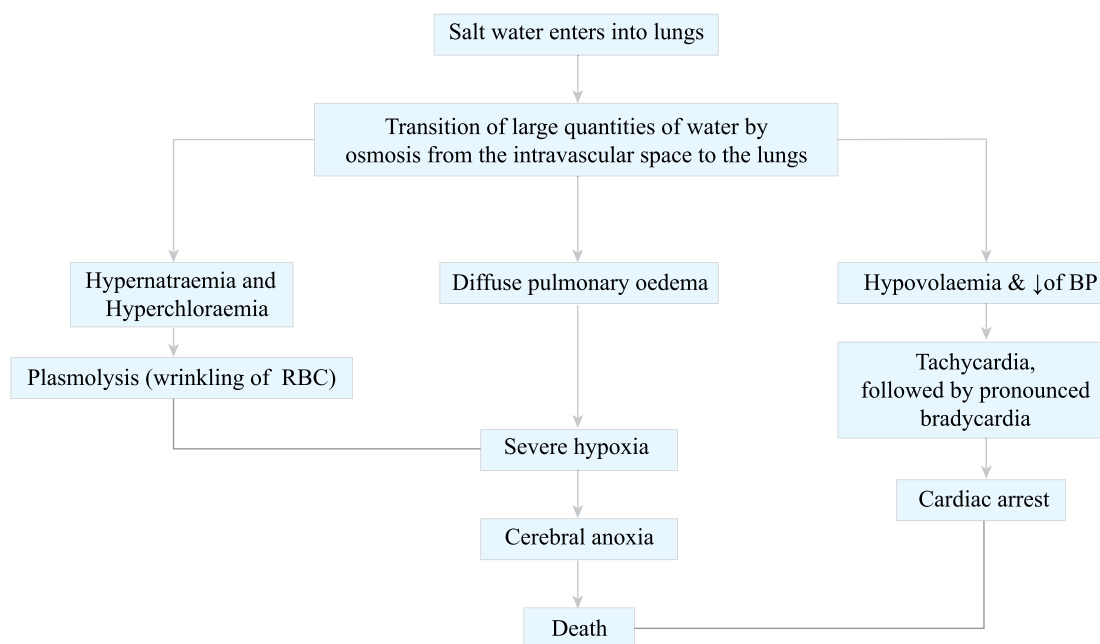 Salt water enters into lungs
Transition of large quantities of water by
osmosis from the intravascular space to the lungs
Hypernatraemia and
Hyperchloraemia
Diffuse pulmonary oedema
Hypovolaemia & ↓of BP
Plasmolysis (wrinkling of RBC)
Tachycardia,
followed by pronounced
bradycardia
Severe hypoxia
Cardiac arrest
Cerebral anoxia
Death